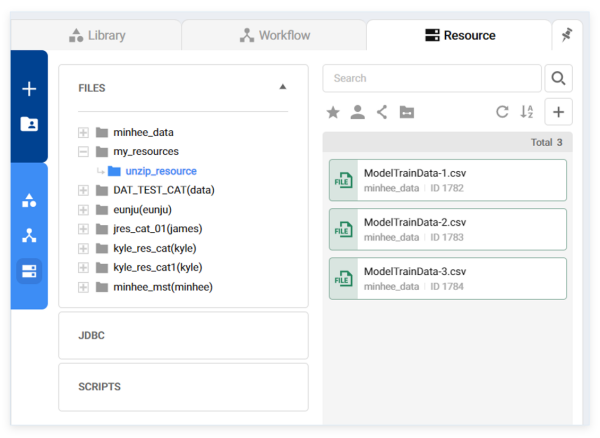 Library
Workflow
Resource
FILES
minhee_data
my_resources
unzip_resource
DAT_TEST_CAT(data)
eunju(eunju)
jres_cat_01(james)
kyle_res_cat(kyle)
kyle_res_cat1(kyle)
minhee_mst(minhee)
JDBC
SCRIPTS
Search
A
Z
Total 3
FILE
ModelTrainData-1.csv
minhee_data ID 1782
FILE
ModelTrainData-2.csv
minhee_data ID 1783
FILE
ModelTrainData-3.csv
minhee_data ID 1784